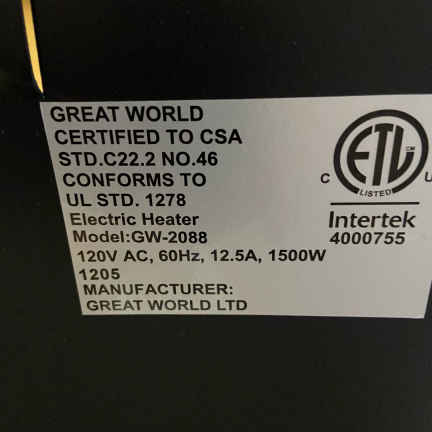 GREAT WORLD
CERTIFIED TO CSA
STD.C22.2 NO.46
CONFORMS TO
UL STD. 1278
Electric Heater
Model:GW-2088
120V AC, 60Hz, 12.5A, 1500W
1205
MANUFACTURER:
GREAT WORLD LTD
ETL CM
LISTED
C U
Intertek
4000755